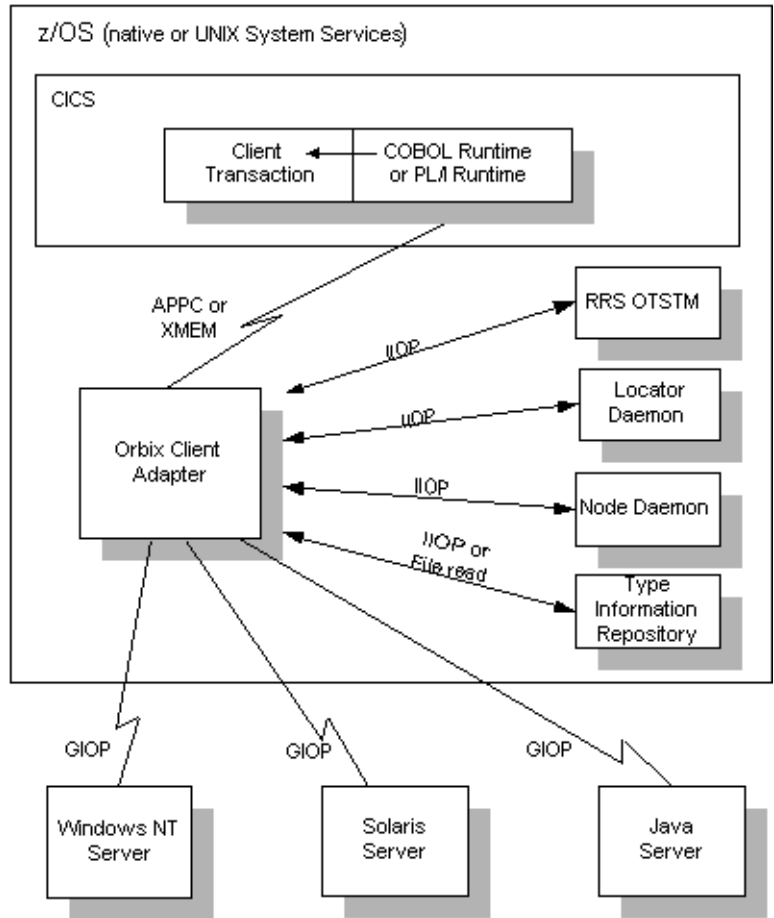 z/OS (native or UNIX System Services)
CICS
Client
Transaction
COBOL Runtime
or PL/I Runtime
APPC or
XMEM
RRS OTSTM
IIOP
Locator
Daemon
IIOP
Orbix Client
Adapter
IIOP
Node Daemon
IIOP or
File read
Type
Information
Repository
GIOP
GIOP
GIOP
Windows NT
Server
Solaris
Server
Java
Server